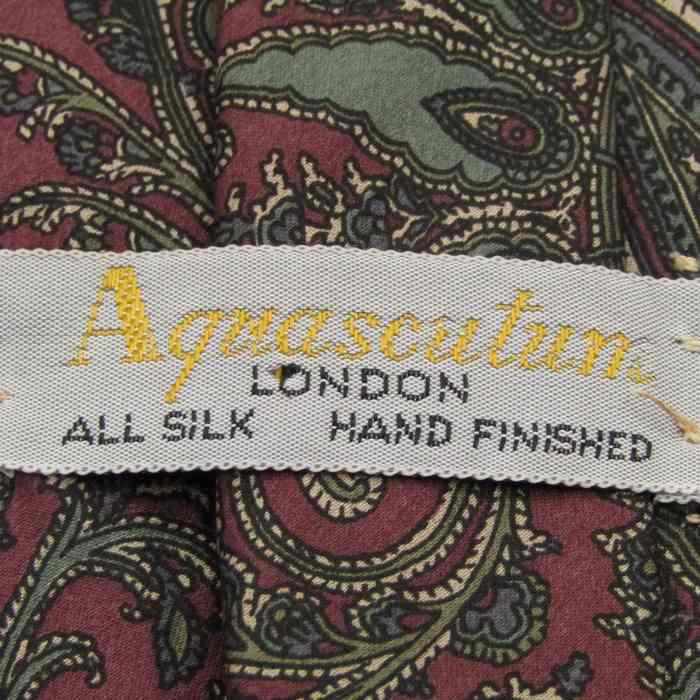 Aquascutum
LONDON
ALL SILK HAND FINISHED